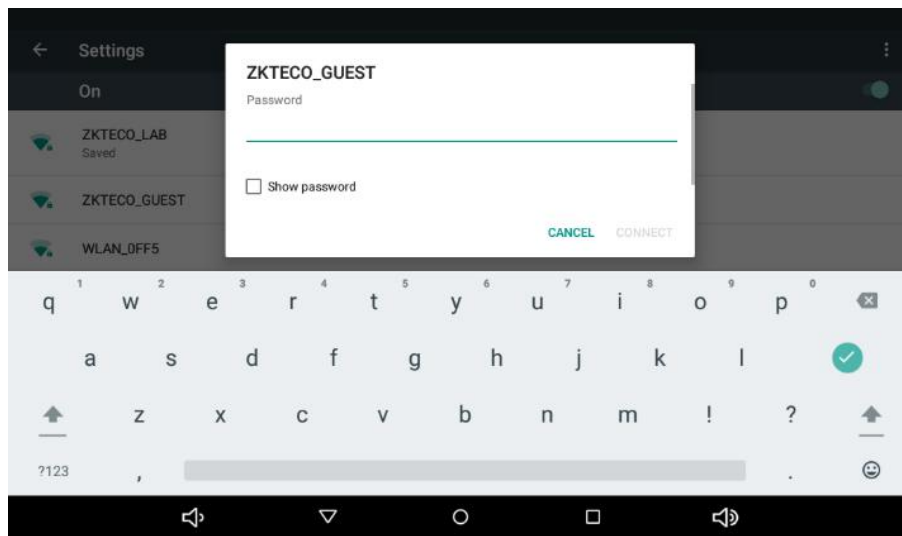 Settings
On
ZKTECO_LAB
Saved
ZKTECO_GUEST
WLAN_0FF5
ZKTECO_GUEST
Password
Show password
CANCEL CONNECT
q 1 w 2 e 3 r 4 t 5 y 6 u 7 i 8 o 9 p 0
a s d f g h j k l
z x c v b n m ! ?
?123 , .